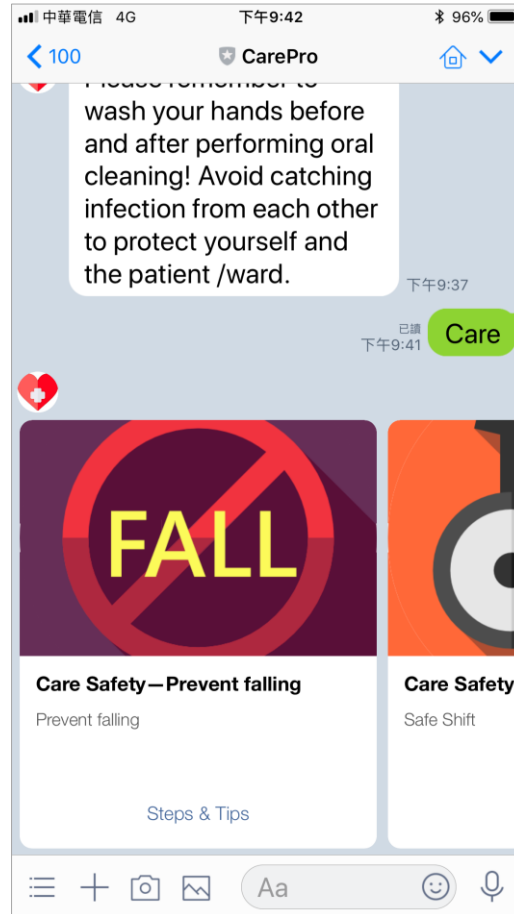 中華電信 4G 下午9:42 96%
100 CarePro
Please remember to
wash your hands before
and after performing oral
cleaning! Avoid catching
infection from each other
to protect yourself and
the patient /ward.
下午9:37
已讀
下午9:41
Care
FALL
Care Safety—Prevent falling
Prevent falling
Steps & Tips
Care Safety
Safe Shift
Aa